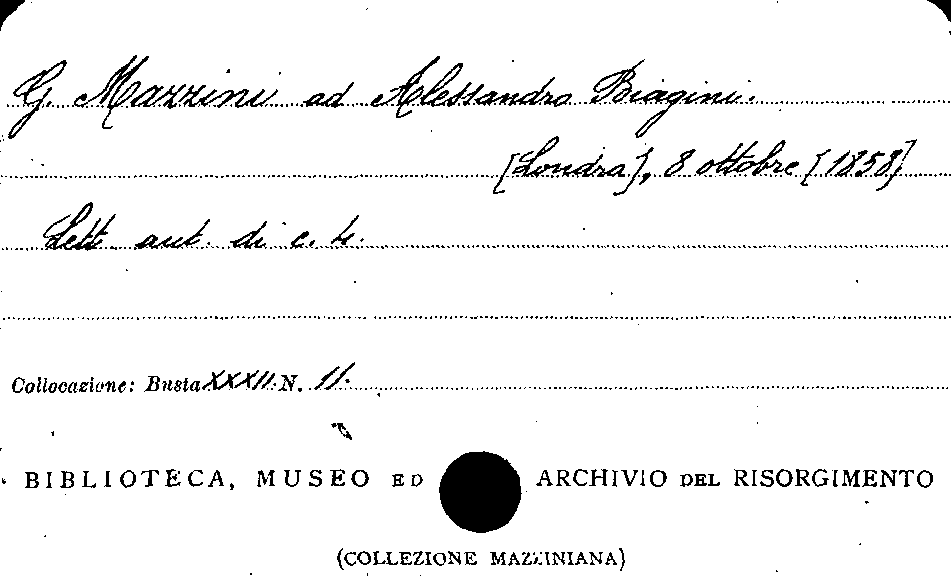 G. Mazzini ad Alessandro Biagini.
[Londra], 8 ottobre [1858]
Lett. aut. di c. 4.
Collocazione: Busta XXXII. N. 11.
BIBLIOTECA, MUSEO ED ARCHIVIO DEL RISORGIMENTO
(COLLEZIONE MAZZINIANA)